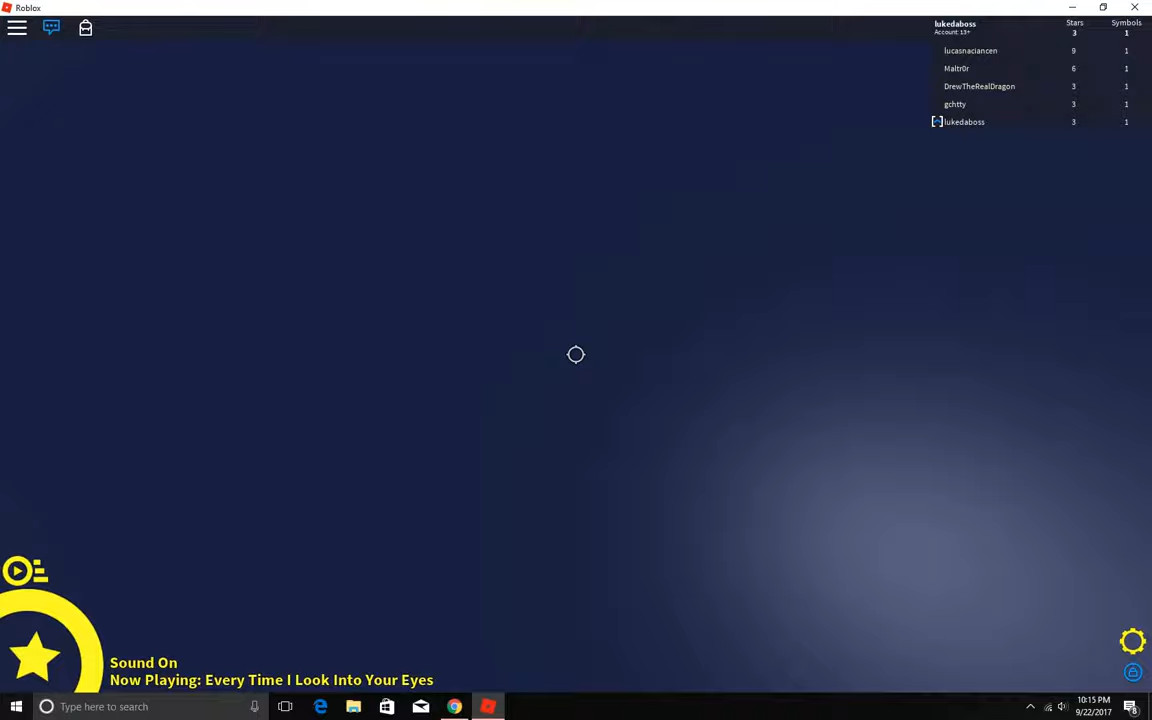 Roblox
lukedaboss Stars Symbols
Account: 13+ 3 1
lucasnaciancen 9 1
Maltr0r 6 1
DrewTheRealDragon 3 1
gchtty 3 1
lukedaboss 3 1
Sound On
Now Playing: Every Time I Look Into Your Eyes
Type here to search
10:15 PM
9/22/2017
8